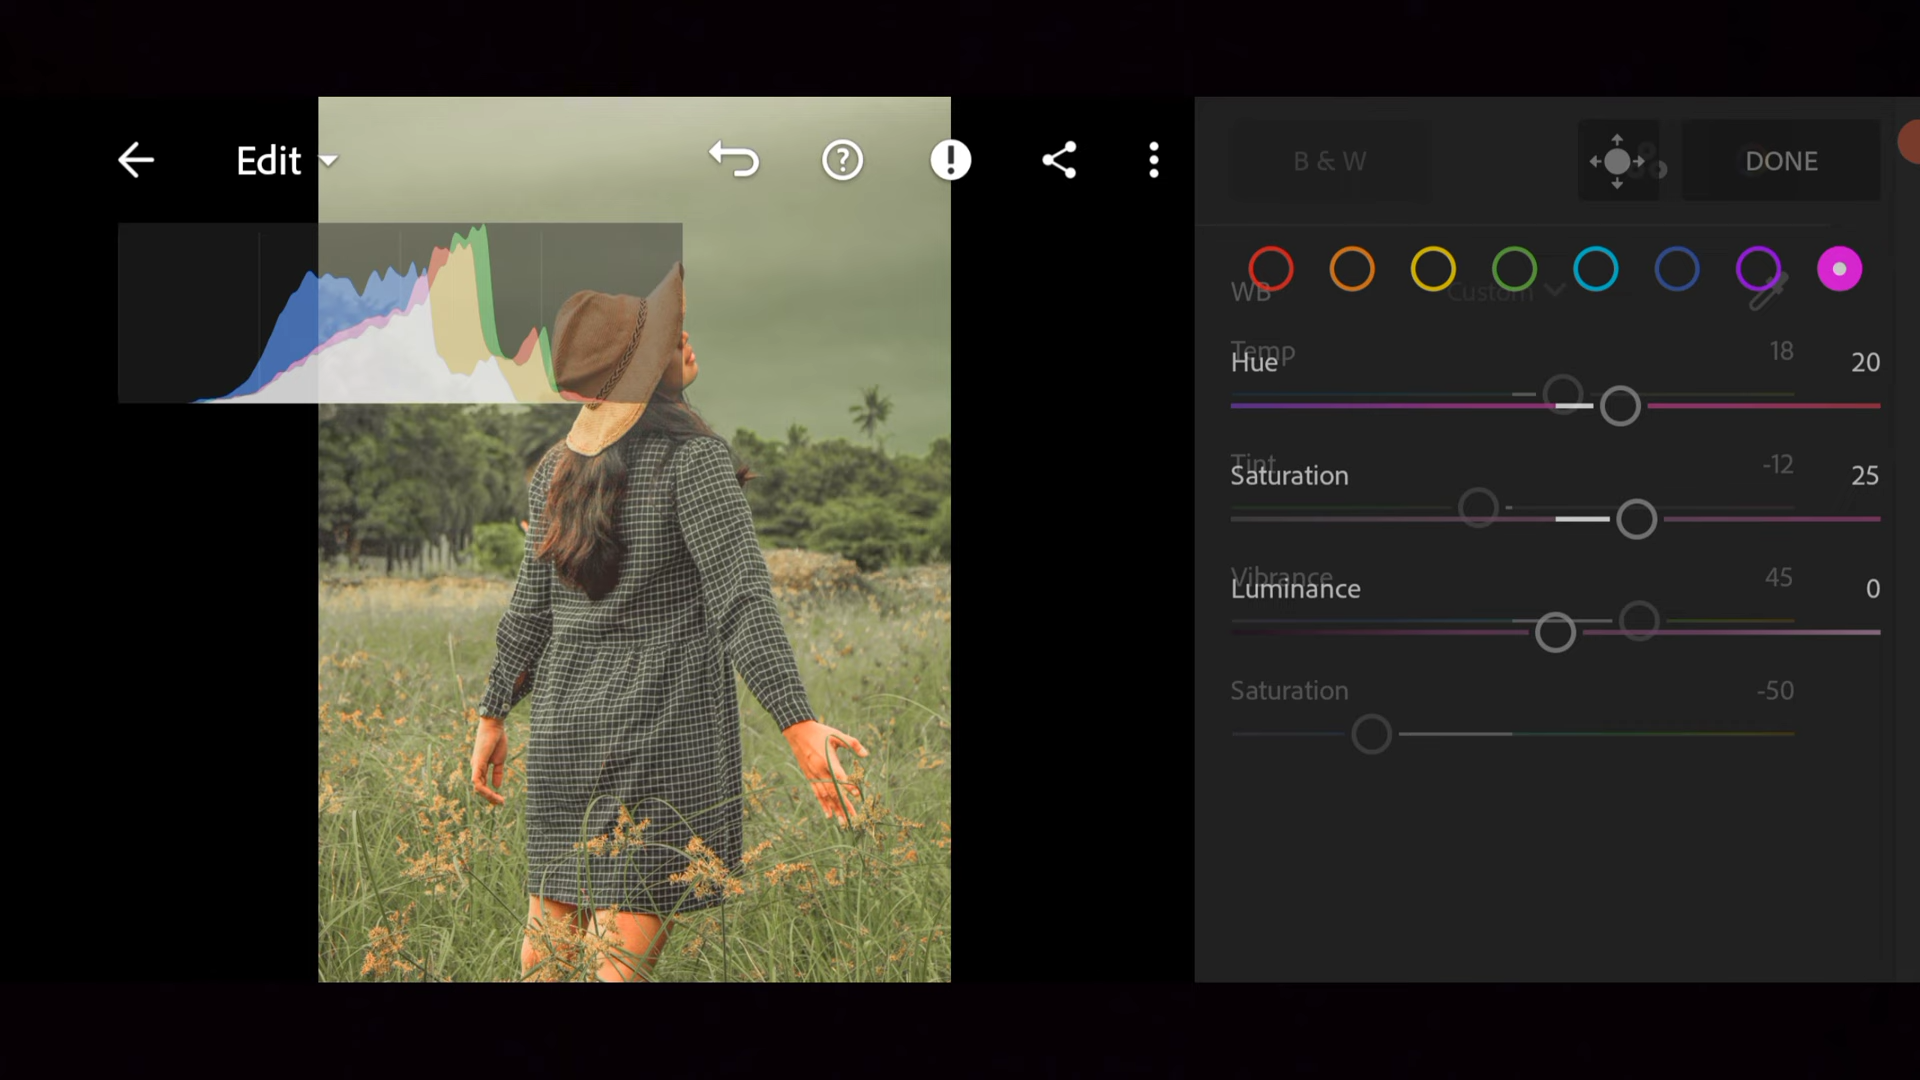 Edit
B & W
DONE
WB
Custom
Temp
18
Hue
20
Tint
-12
Saturation
25
Vibrance
45
Luminance
0
Saturation
-50